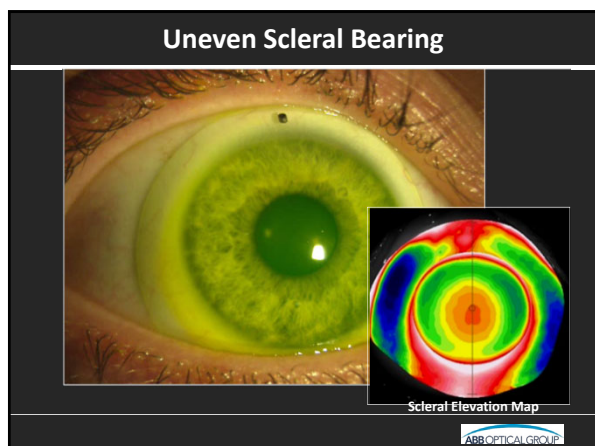 Uneven Scleral Bearing
Scleral Elevation Map
ABB OPTICAL GROUP